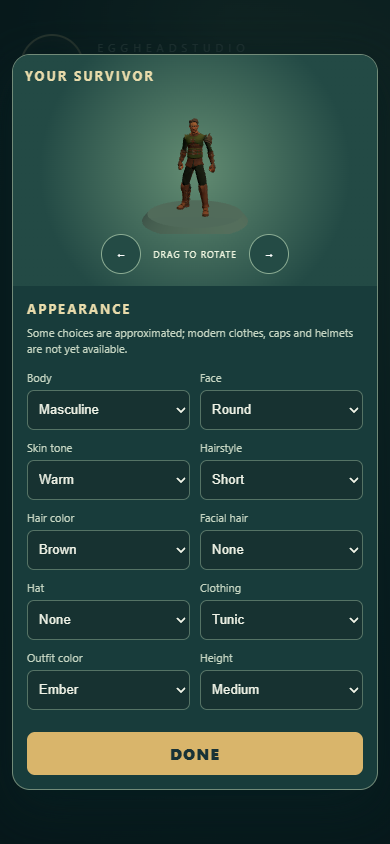 EGGHEADSTUDIO
YOUR SURVIVOR
← DRAG TO ROTATE →
APPEARANCE
Some choices are approximated; modern clothes, caps and helmets
are not yet available.
Body Face
Masculine Round
Skin tone Hairstyle
Warm Short
Hair color Facial hair
Brown None
Hat Clothing
None Tunic
Outfit color Height
Ember Medium
DONE